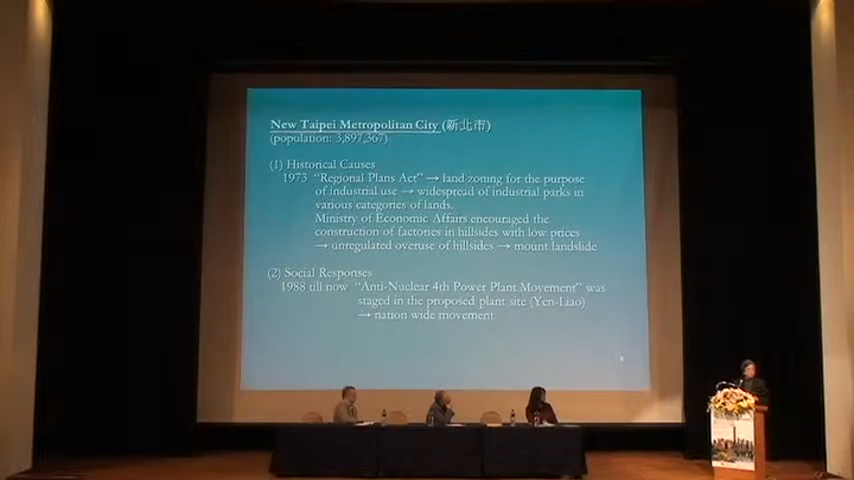 New Taipei Metropolitan City (新北市)
(population: 3,897,367)
(1) Historical Causes
1973 "Regional Plans Act" → land zoning for the purpose
of industrial use → widespread of industrial parks in
various categories of lands.
Ministry of Economic Affairs encouraged the
construction of factories in hillsides with low prices
→ unregulated overuse of hillsides → mount landslide
(2) Social Responses
1988 till now "Anti-Nuclear 4th Power Plant Movement" was
staged in the proposed plant site (Yen-Liao)
→ nation wide movement